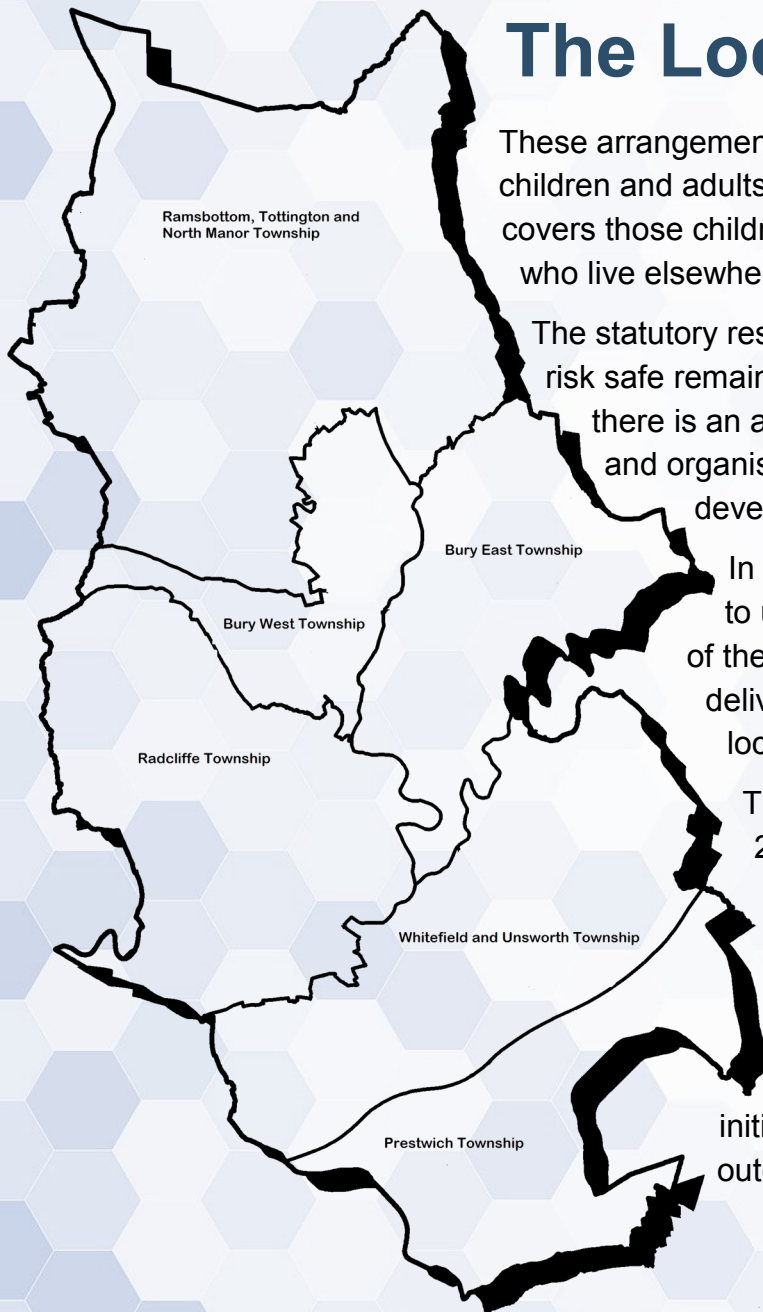 The Loc
These arrangemen
children and adults
covers those childr
who live elsewhe
The statutory res
risk safe remain
there is an a
and organis
deve
In
to u
of the
deliv
loc
T
2
initi
out
Ramsbottom, Tottington and
North Manor Township
Bury East Township
Bury West Township
Radcliffe Township
Whitefield and Unsworth Township
Prestwich Township